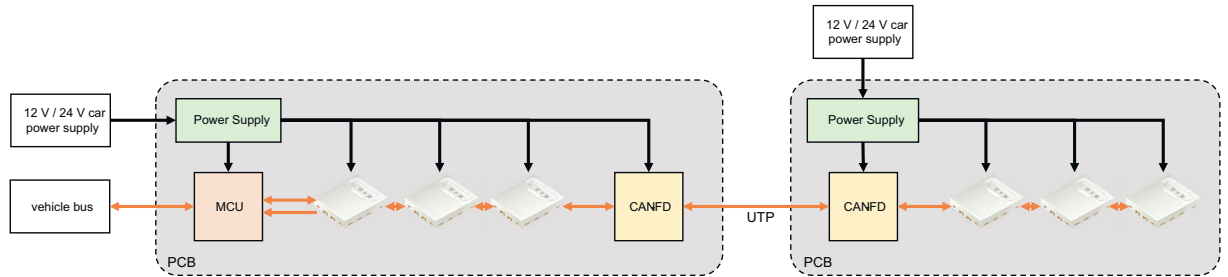 12 V / 24 V car
power supply
12 V / 24 V car
power supply
Power Supply
Power Supply
vehicle bus
MCU
CANFD
UTP
CANFD
PCB
PCB